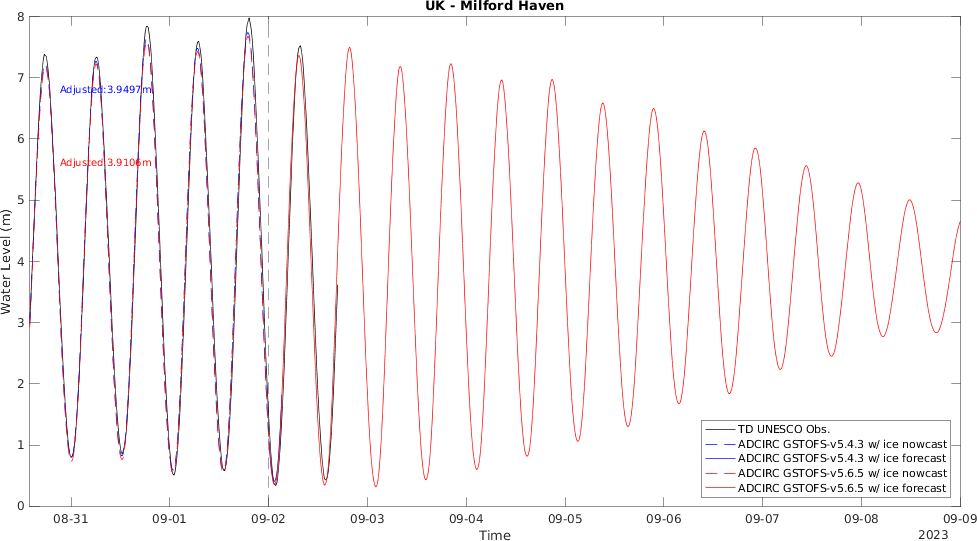 UK - Milford Haven
8
7
6
5
4
3
2
1
0
Water Level (m)
Adjusted:3.9497m
Adjusted:3.9106m
TD UNESCO Obs.
ADCIRC GSTOFS-v5.4.3 w/ ice nowcast
ADCIRC GSTOFS-v5.4.3 w/ ice forecast
ADCIRC GSTOFS-v5.6.5 w/ ice nowcast
ADCIRC GSTOFS-v5.6.5 w/ ice forecast
08-31 09-01 09-02 09-03 09-04 09-05 09-06 09-07 09-08 09-09
Time
2023